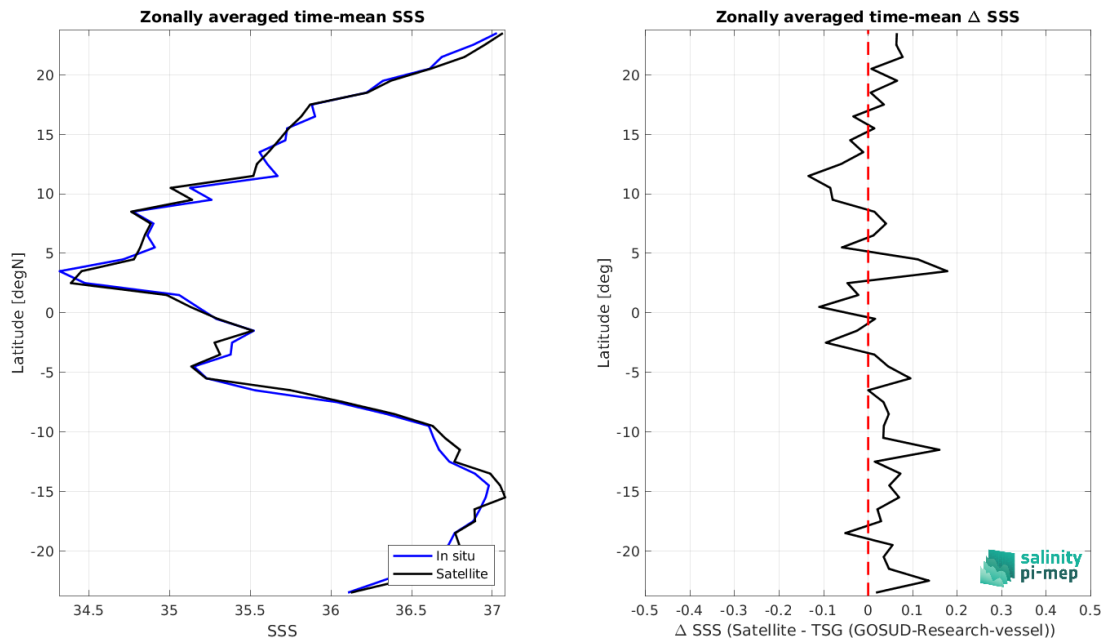 Zonally averaged time-mean SSS
Latitude [degN]
20
15
10
5
0
-5
-10
-15
-20
34.5 35 35.5 36 36.5 37
SSS
In situ
Satellite
Zonally averaged time-mean Δ SSS
Latitude [deg]
20
15
10
5
0
-5
-10
-15
-20
-0.5 -0.4 -0.3 -0.2 -0.1 0 0.1 0.2 0.3 0.4 0.5
Δ SSS (Satellite - TSG (GOSUD-Research-vessel))
salinity
pi-mep